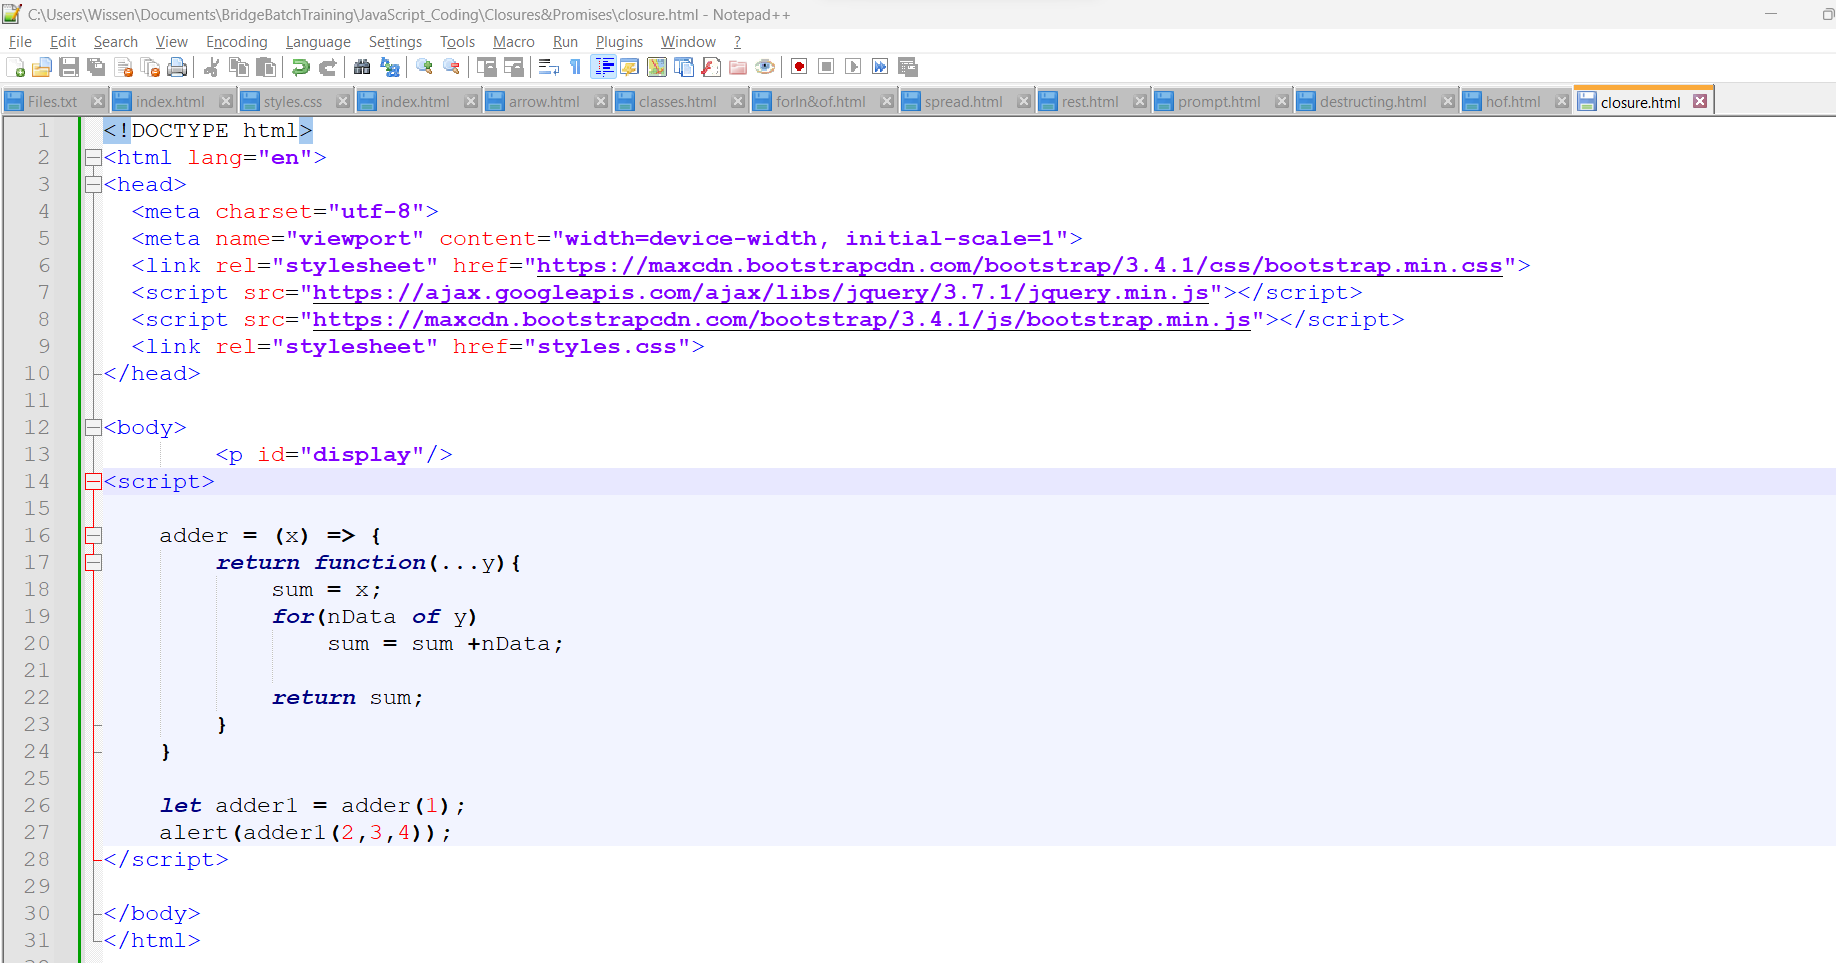 C:\Users\Wissen\Documents\BridgeBatchTraining\JavaScript_Coding\Closures&Promises\closure.html - Notepad++
File Edit Search View Encoding Language Settings Tools Macro Run Plugins Window ?
Files.txt index.html styles.css index.html arrow.html classes.html forIn&of.html spread.html rest.html prompt.html destructing.html hof.html closure.html
1 <!DOCTYPE html>
2 <html lang="en">
3 <head>
4 <meta charset="utf-8">
5 <meta name="viewport" content="width=device-width, initial-scale=1">
6 <link rel="stylesheet" href="https://maxcdn.bootstrapcdn.com/bootstrap/3.4.1/css/bootstrap.min.css">
7 <script src="https://ajax.googleapis.com/ajax/libs/jquery/3.7.1/jquery.min.js"></script>
8 <script src="https://maxcdn.bootstrapcdn.com/bootstrap/3.4.1/js/bootstrap.min.js"></script>
9 <link rel="stylesheet" href="styles.css">
10 </head>
11
12 <body>
13 <p id="display"/>
14 <script>
15
16 adder = (x) => {
17 return function(...y){
18 sum = x;
19 for(nData of y)
20 sum = sum +nData;
21
22 return sum;
23 }
24 }
25
26 let adder1 = adder(1);
27 alert(adder1(2,3,4));
28 </script>
29
30 </body>
31 </html>